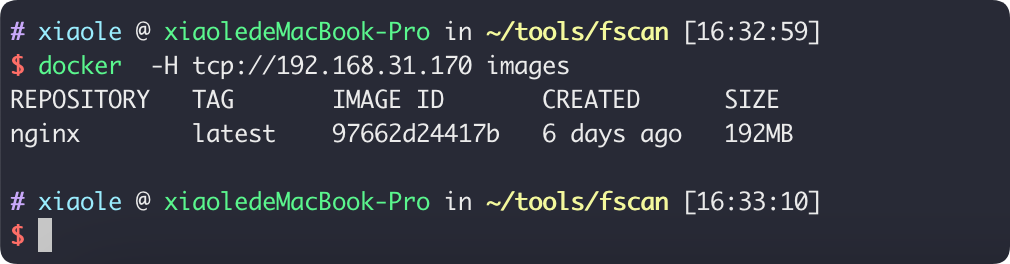 # xiaole @ xiaoledeMacBook-Pro in ~/tools/fscan [16:32:59]
$ docker  -H tcp://192.168.31.170 images
REPOSITORY   TAG       IMAGE ID       CREATED      SIZE
nginx        latest    97662d24417b   6 days ago   192MB
# xiaole @ xiaoledeMacBook-Pro in ~/tools/fscan [16:33:10]
$